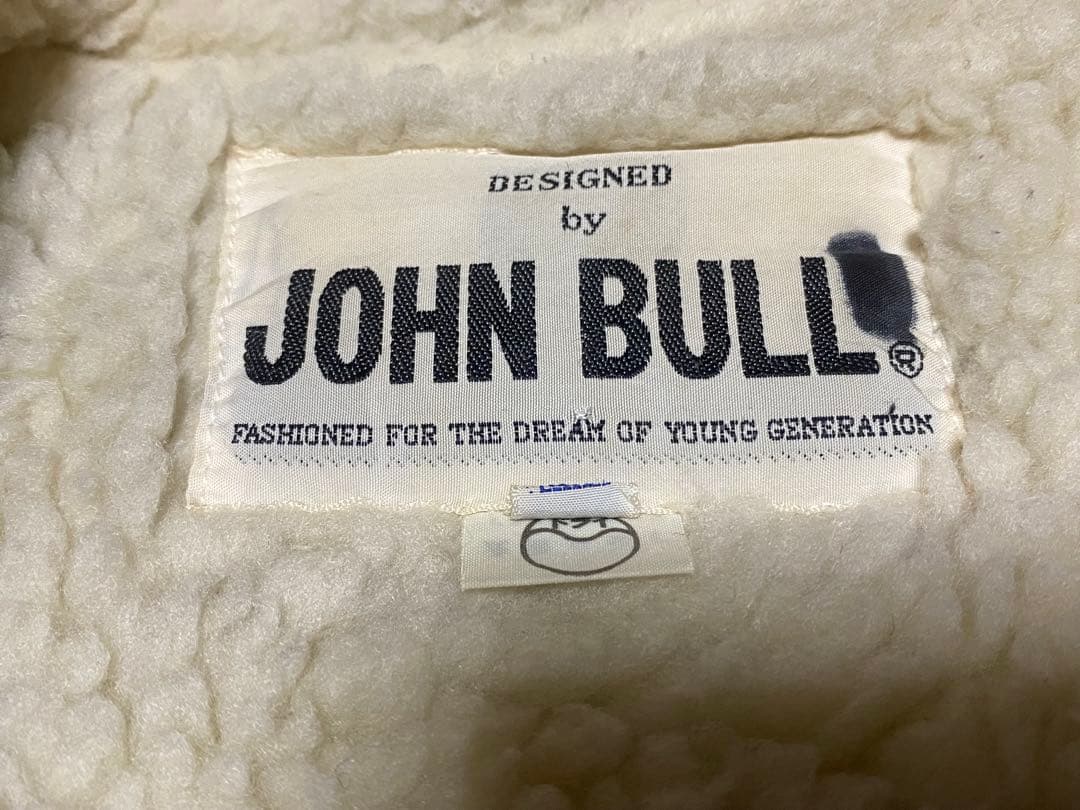 DESIGNED
by
JOHN BULL®
FASHIONED FOR THE DREAM OF YOUNG GENERATION